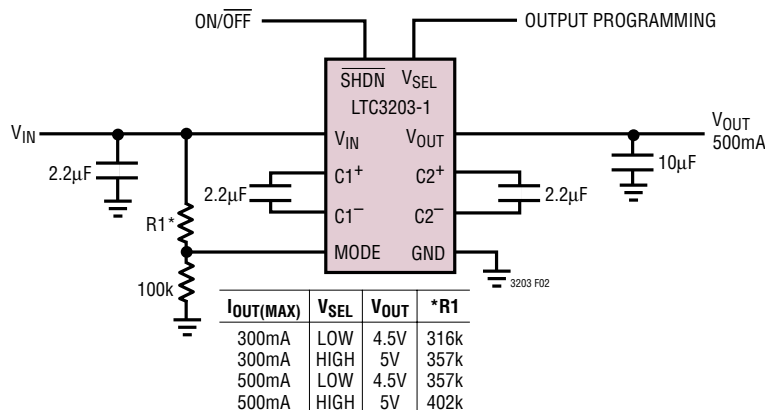 ON/OFF
OUTPUT PROGRAMMING
SHDN VSEL
LTC3203-1
VIN
VIN VOUT
VOUT
500mA
2.2µF
2.2µF
C1+ C2+
2.2µF
10µF
C1– C2–
R1*
MODE GND
100k
3203 F02
IOUT(MAX) VSEL VOUT *R1
300mA LOW 4.5V 316k
300mA HIGH 5V 357k
500mA LOW 4.5V 357k
500mA HIGH 5V 402k